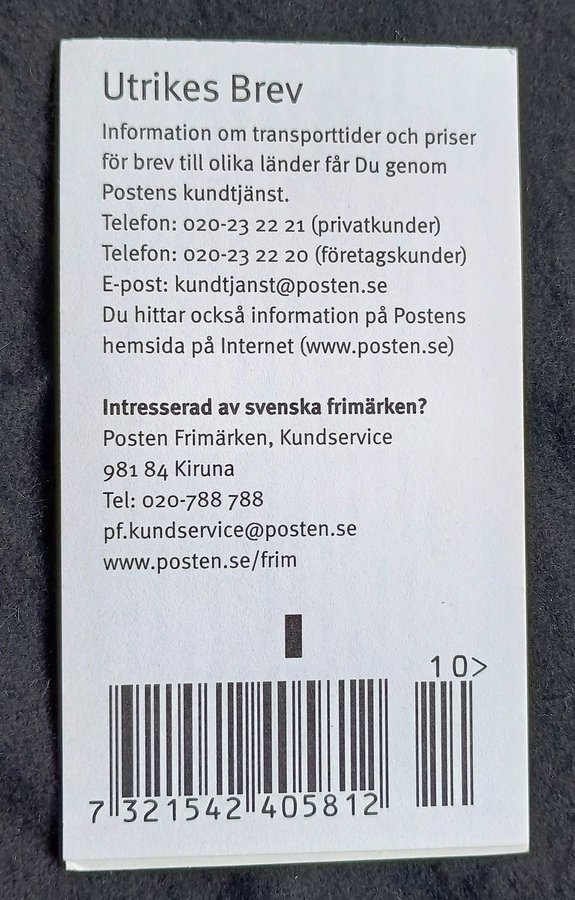 Utrikes Brev
Information om transporttider och priser
för brev till olika länder får Du genom
Postens kundtjänst.
Telefon: 020-23 22 21 (privatkunder)
Telefon: 020-23 22 20 (företagskunder)
E-post: kundtjanst@posten.se
Du hittar också information på Postens
hemsida på Internet (www.posten.se)
Intresserad av svenska frimärken?
Posten Frimärken, Kundservice
981 84 Kiruna
Tel: 020-788 788
pf.kundservice@posten.se
www.posten.se/frim
10>
7 321542 405812